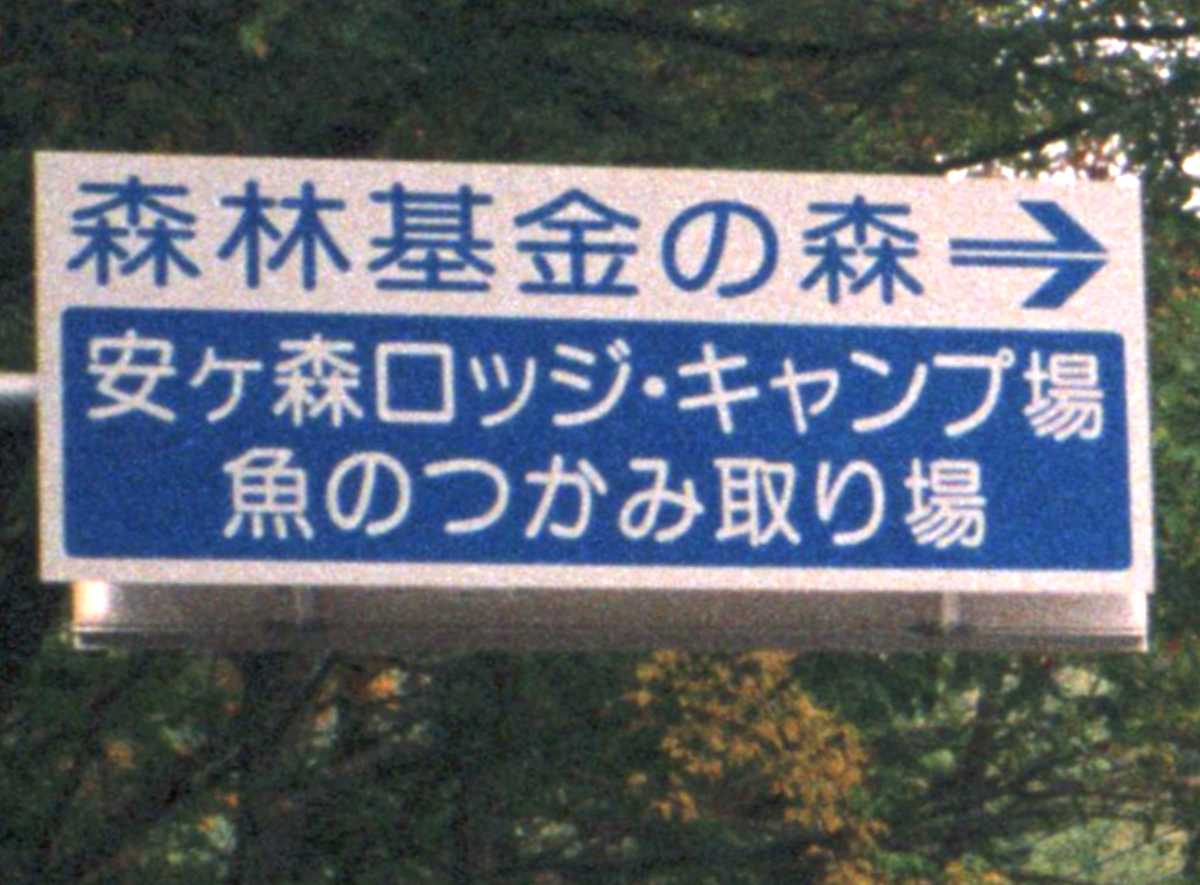 森林基金の森→
安ヶ森ロッジ・キャンプ場
魚のつかみ取り場